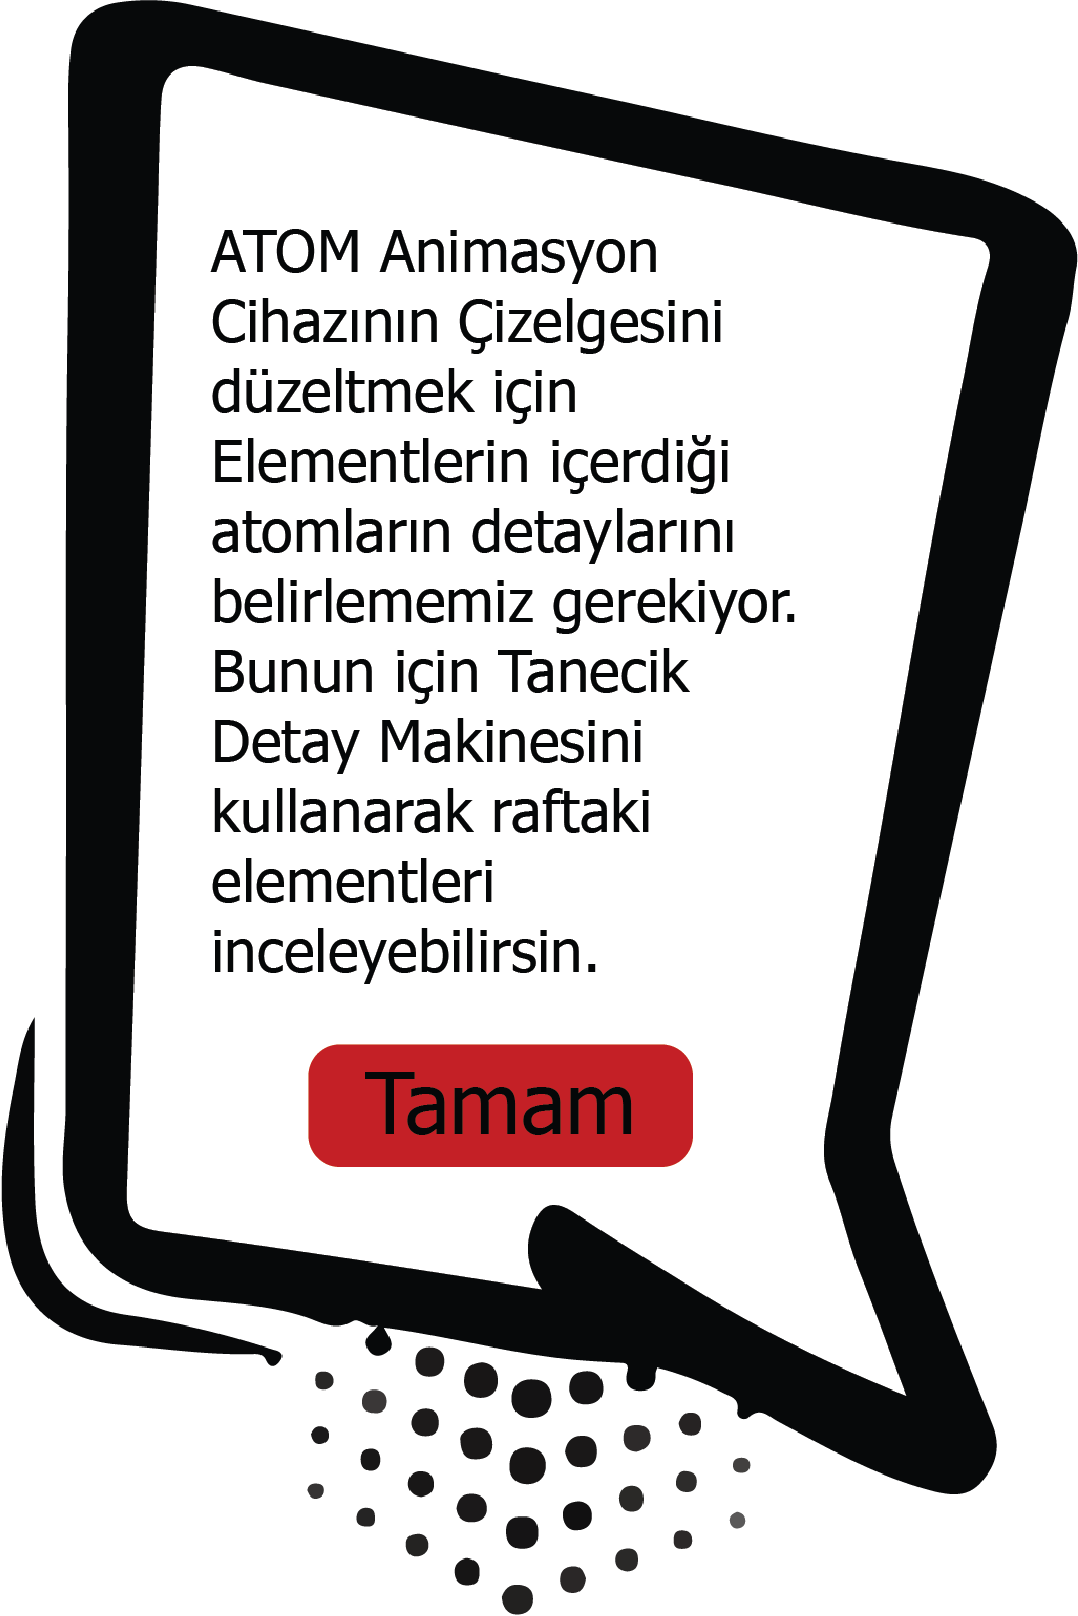 ATOM Animasyon
Cihazının Çizelgesini
düzeltmek için
Elementlerin içerdiği
atomların detaylarını
belirlememiz gerekiyor.
Bunun için Tanecik
Detay Makinesini
kullanarak raftaki
elementleri
inceleyebilirsin.
Tamam